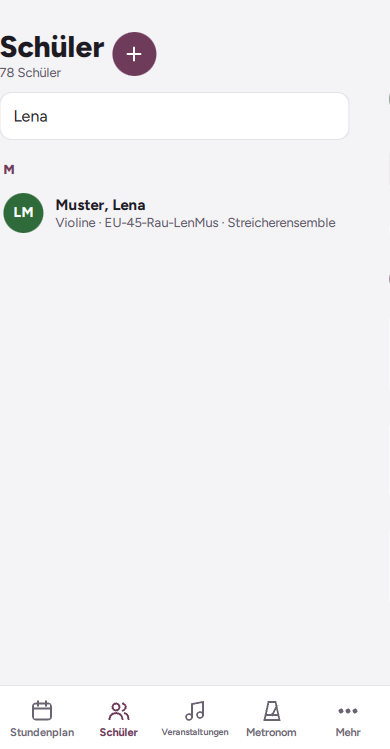 Schüler
78 Schüler
Lena
M
LM
Muster, Lena
Violine · EU-45-Rau-LenMus · Streicherensemble
Stundenplan
Schüler
Veranstaltungen
Metronom
Mehr